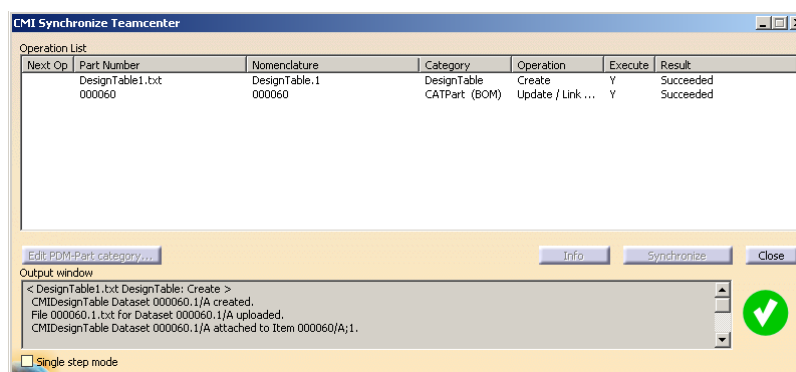 CMI Synchronize Teamcenter
Operation List
Next Op Part Number Nomenclature Category Operation Execute Result
DesignTable1.txt DesignTable.1 DesignTable Create Y Succeeded
000060 000060 CATPart (BOM) Update / Link ... Y Succeeded
Edit PDM-Part category... Info Synchronize Close
Output window
< DesignTable1.txt DesignTable: Create >
CMIDesignTable Dataset 000060.1/A created.
File 000060.1.txt for Dataset 000060.1/A uploaded.
CMIDesignTable Dataset 000060.1/A attached to Item 000060/A;1.
Single step mode